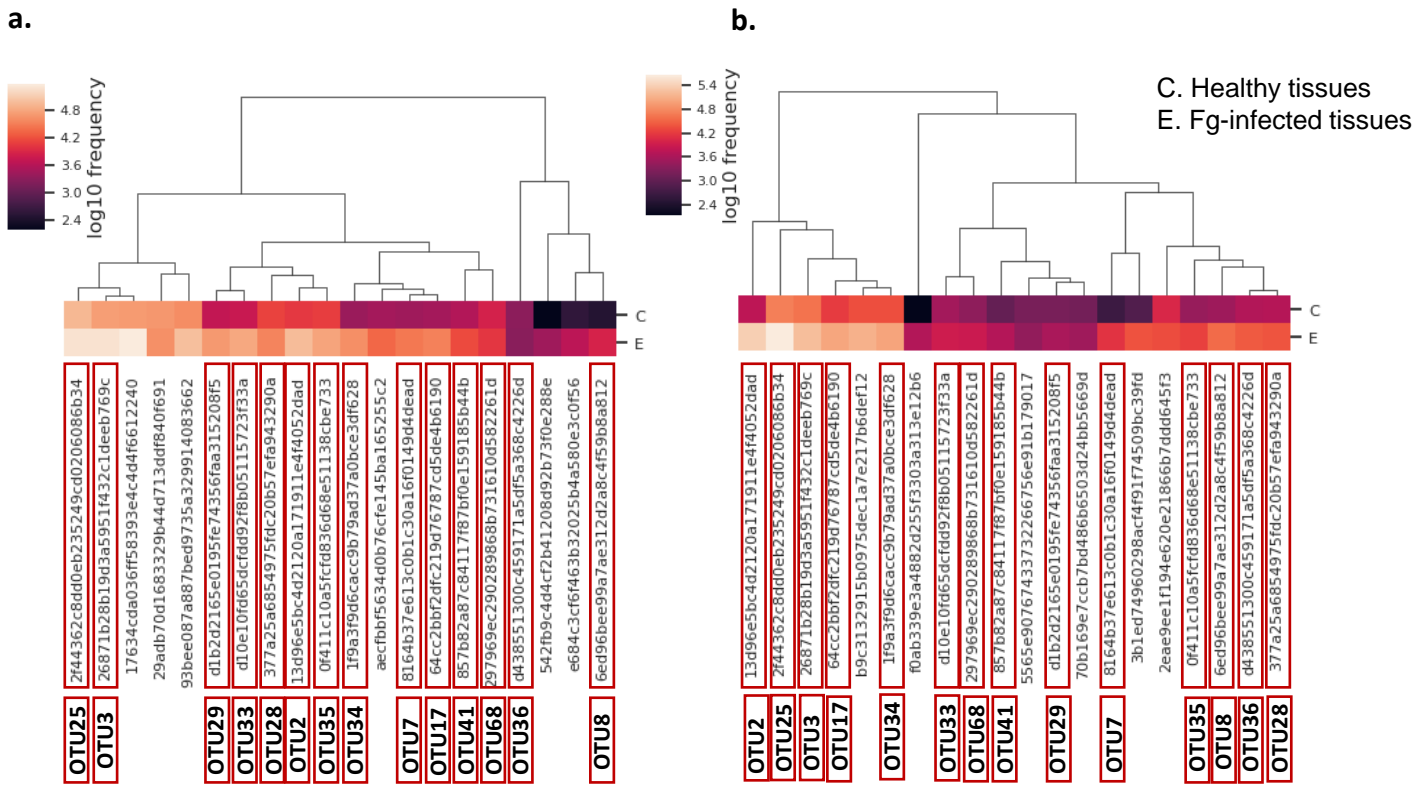 a.
b.
log10 frequency
4.8
4.2
3.6
3.0
2.4
log10 frequency
5.4
4.8
4.2
3.6
3.0
2.4
C. Healthy tissues
E. Fg-infected tissues
C
E
C
E
2f44362c8dd0eb235249cd0206086b34
26871b28b19d3a5951f432c1deeb769c
17634cda036ff58393e4c4d4f6612240
29adb70d1683329b44d713ddf840f691
93bee087a887bed9735a329914083662
d1b2d2165e0195fe74356faa315208f5
d10e10fd65dcfdd92f8b05115723f33a
377a25a6854975fdc20b57efa943290a
13d96e5bc4d2120a171911e4f4052dad
0f411c10a5fcfd836d68e51138cbe733
1f9a3f9d6cacc9b79ad37a0bce3df628
aecfbbf5634d0b76cfe145ba165255c2
8164b37e613c0b1c30a16f0149d4dead
64cc2bbf2dfc219d76787cd5de4b6190
857b82a87c84117f87bf0e159185b44b
297969ec290289868b731610d582261d
d438551300c459171a5df5a368c4226d
542fb9c4d4cf2b41208d92b73f0e288e
e684c3cf6f463b32025b4a580e3c0f56
6ed96bee99a7ae312d2a8c4f59b8a812
13d96e5bc4d2120a171911e4f4052dad
2f44362c8dd0eb235249cd0206086b34
26871b28b19d3a5951f432c1deeb769c
64cc2bbf2dfc219d76787cd5de4b6190
b9c3132915b0975dec1a7e217b6def12
1f9a3f9d6cacc9b79ad37a0bce3df628
f0ab339e3a4882d255f3303a313e12b6
d10e10fd65dcfdd92f8b05115723f33a
297969ec290289868b731610d582261d
857b82a87c84117f87bf0e159185b44b
5565e90767433732266756e91b179017
d1b2d2165e0195fe74356faa315208f5
70b169e7ccb7bd486b6503d24bb5669d
8164b37e613c0b1c30a16f0149d4dead
3b1ed74960298acf4f91f74509bc39fd
2eae9ee1f194e620e21866b7ddd645f3
0f411c10a5fcfd836d68e51138cbe733
6ed96bee99a7ae312d2a8c4f59b8a812
d438551300c459171a5df5a368c4226d
377a25a6854975fdc20b57efa943290a
OTU25
OTU3
OTU29
OTU33
OTU28
OTU2
OTU35
OTU34
OTU7
OTU17
OTU41
OTU68
OTU36
OTU8
OTU2
OTU25
OTU3
OTU17
OTU34
OTU33
OTU68
OTU41
OTU29
OTU7
OTU35
OTU8
OTU36
OTU28